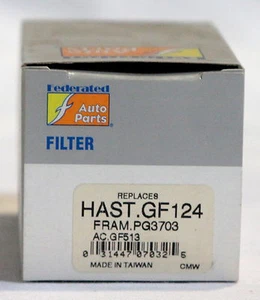 Federated
Auto
Parts
FILTER
REPLACES
HAST.GF124
FRAM.PG3703
AC.GF513
0 31447 07032 5
MADE IN TAIWAN CMW